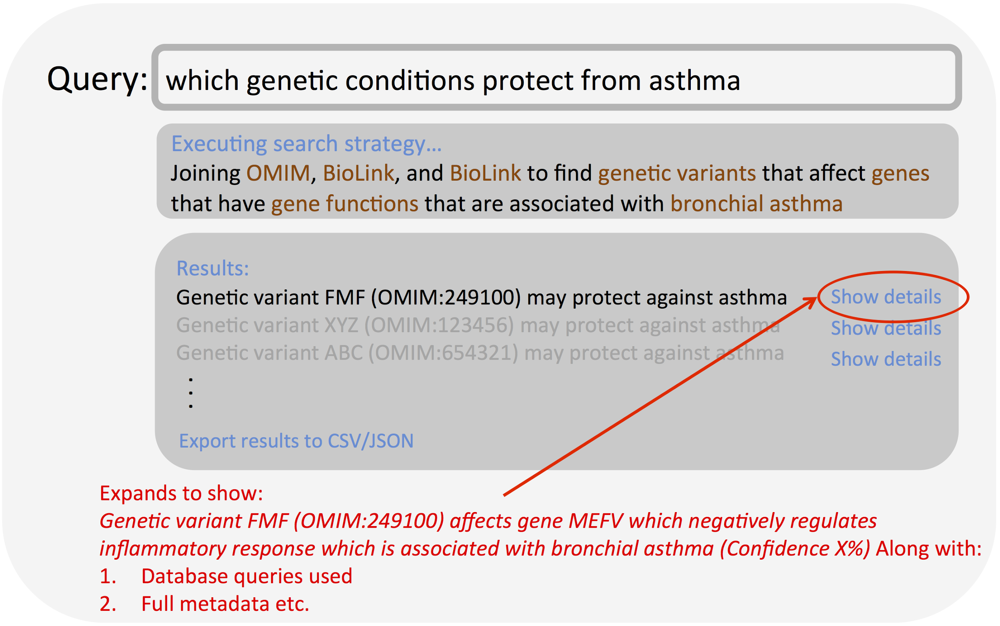 Query: which genetic conditions protect from asthma
Executing search strategy...
Joining OMIM, BioLink, and BioLink to find genetic variants that affect genes
that have gene functions that are associated with bronchial asthma
Results:
Genetic variant FMF (OMIM:249100) may protect against asthma Show details
Genetic variant XYZ (OMIM:123456) may protect against asthma Show details
Genetic variant ABC (OMIM:654321) may protect against asthma Show details
.
.
.
Export results to CSV/JSON
Expands to show:
Genetic variant FMF (OMIM:249100) affects gene MEFV which negatively regulates
inflammatory response which is associated with bronchial asthma (Confidence X%) Along with:
1. Database queries used
2. Full metadata etc.